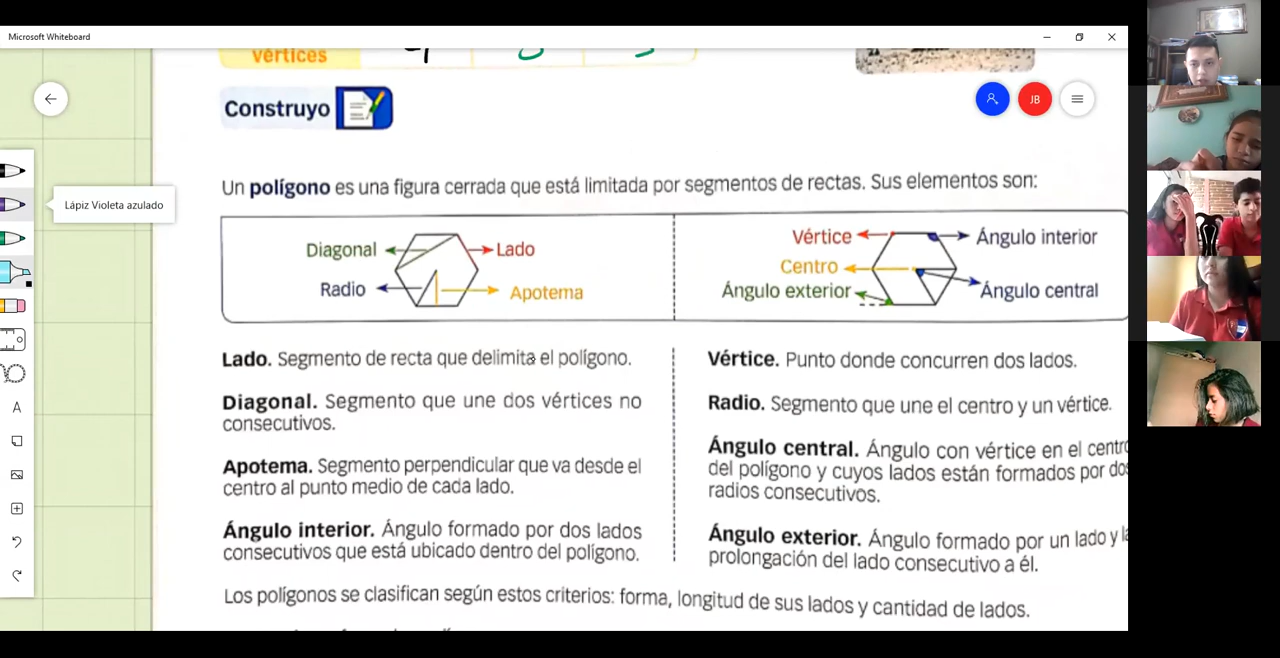 Microsoft Whiteboard
vértices
Construyo
JB
Lápiz Violeta azulado
Un polígono es una figura cerrada que está limitada por segmentos de rectas. Sus elementos son:
Diagonal
Lado
Radio
Apotema
Vértice
Ángulo interior
Centro
Ángulo exterior
Ángulo central
Lado. Segmento de recta que delimita el polígono.
Diagonal. Segmento que une dos vértices no
consecutivos.
Apotema. Segmento perpendicular que va desde el
centro al punto medio de cada lado.
Ángulo interior. Ángulo formado por dos lados
consecutivos que está ubicado dentro del polígono.
Vértice. Punto donde concurren dos lados.
Radio. Segmento que une el centro y un vértice.
Ángulo central. Ángulo con vértice en el centro
del polígono y cuyos lados están formados por dos
radios consecutivos.
Ángulo exterior. Ángulo formado por un lado y la
prolongación del lado consecutivo a él.
Los polígonos se clasifican según estos criterios: forma, longitud de sus lados y cantidad de lados.